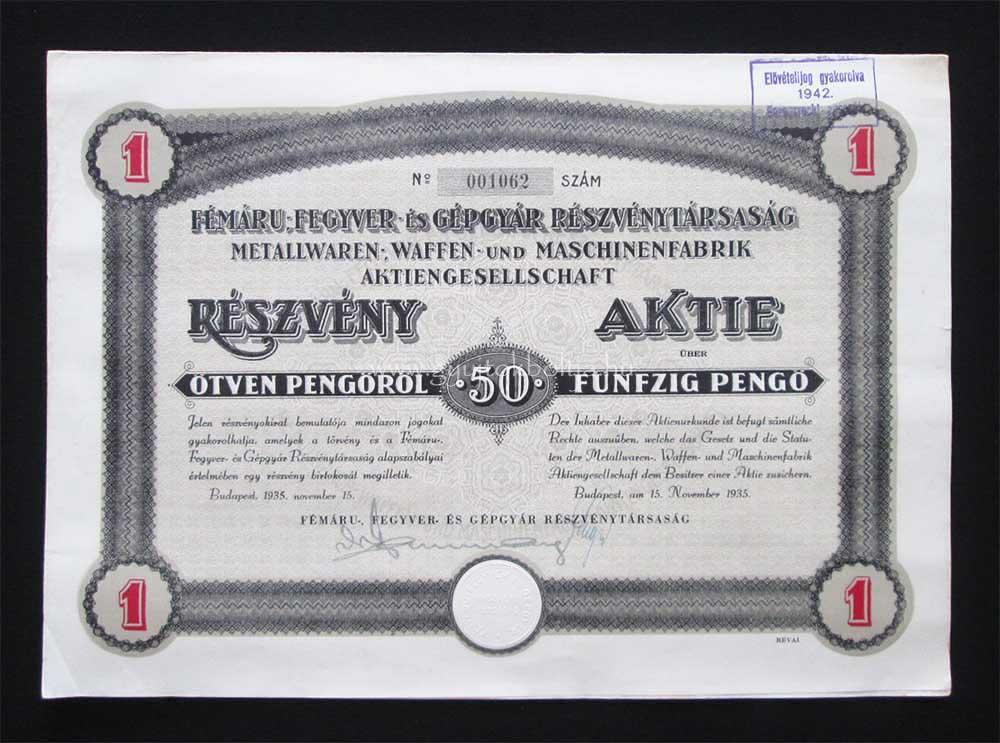 Elővételijog gyakorolva
1942.
1
1
Nº 001062 SZÁM
FÉMÁRU-, FEGYVER- ÉS GÉPGYÁR RÉSZVÉNYTÁRSASÁG
METALLWAREN-, WAFFEN- UND MASCHINENFABRIK
AKTIENGESELLSCHAFT
RÉSZVÉNY
AKTIE
ÜBER
ÖTVEN PENGŐRŐL · 50 · FÜNFZIG PENGŐ
Jelen részvényokirat bemutatója mindazon jogokat
gyakorolhatja, amelyek a törvény és a Fémáru-,
Fegyver- és Gépgyár Részvénytársaság alapszabályai
értelmében egy részvény birtokosát megilletik.
Budapest, 1935. november 15.
Der Inhaber dieser Aktienurkunde ist befugt sämtliche
Rechte auszuüben, welche das Gesetz und die Statu-
ten der Metallwaren-, Waffen- und Maschinenfabrik
Aktiengesellschaft dem Besitzer einer Aktie zusichern.
Budapest, am 15. November 1935.
FÉMÁRU-, FEGYVER- ÉS GÉPGYÁR RÉSZVÉNYTÁRSASÁG
1
1
RÉVAI